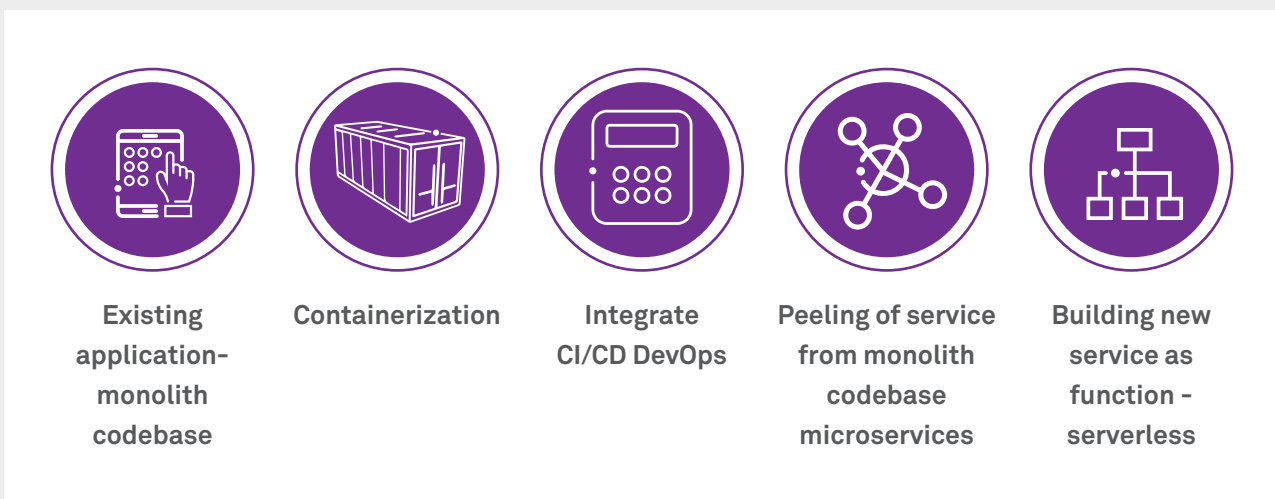 Existing
application-
monolith
codebase
Containerization
Integrate
CI/CD DevOps
Peeling of service
from monolith
codebase
microservices
Building new
service as
function -
serverless